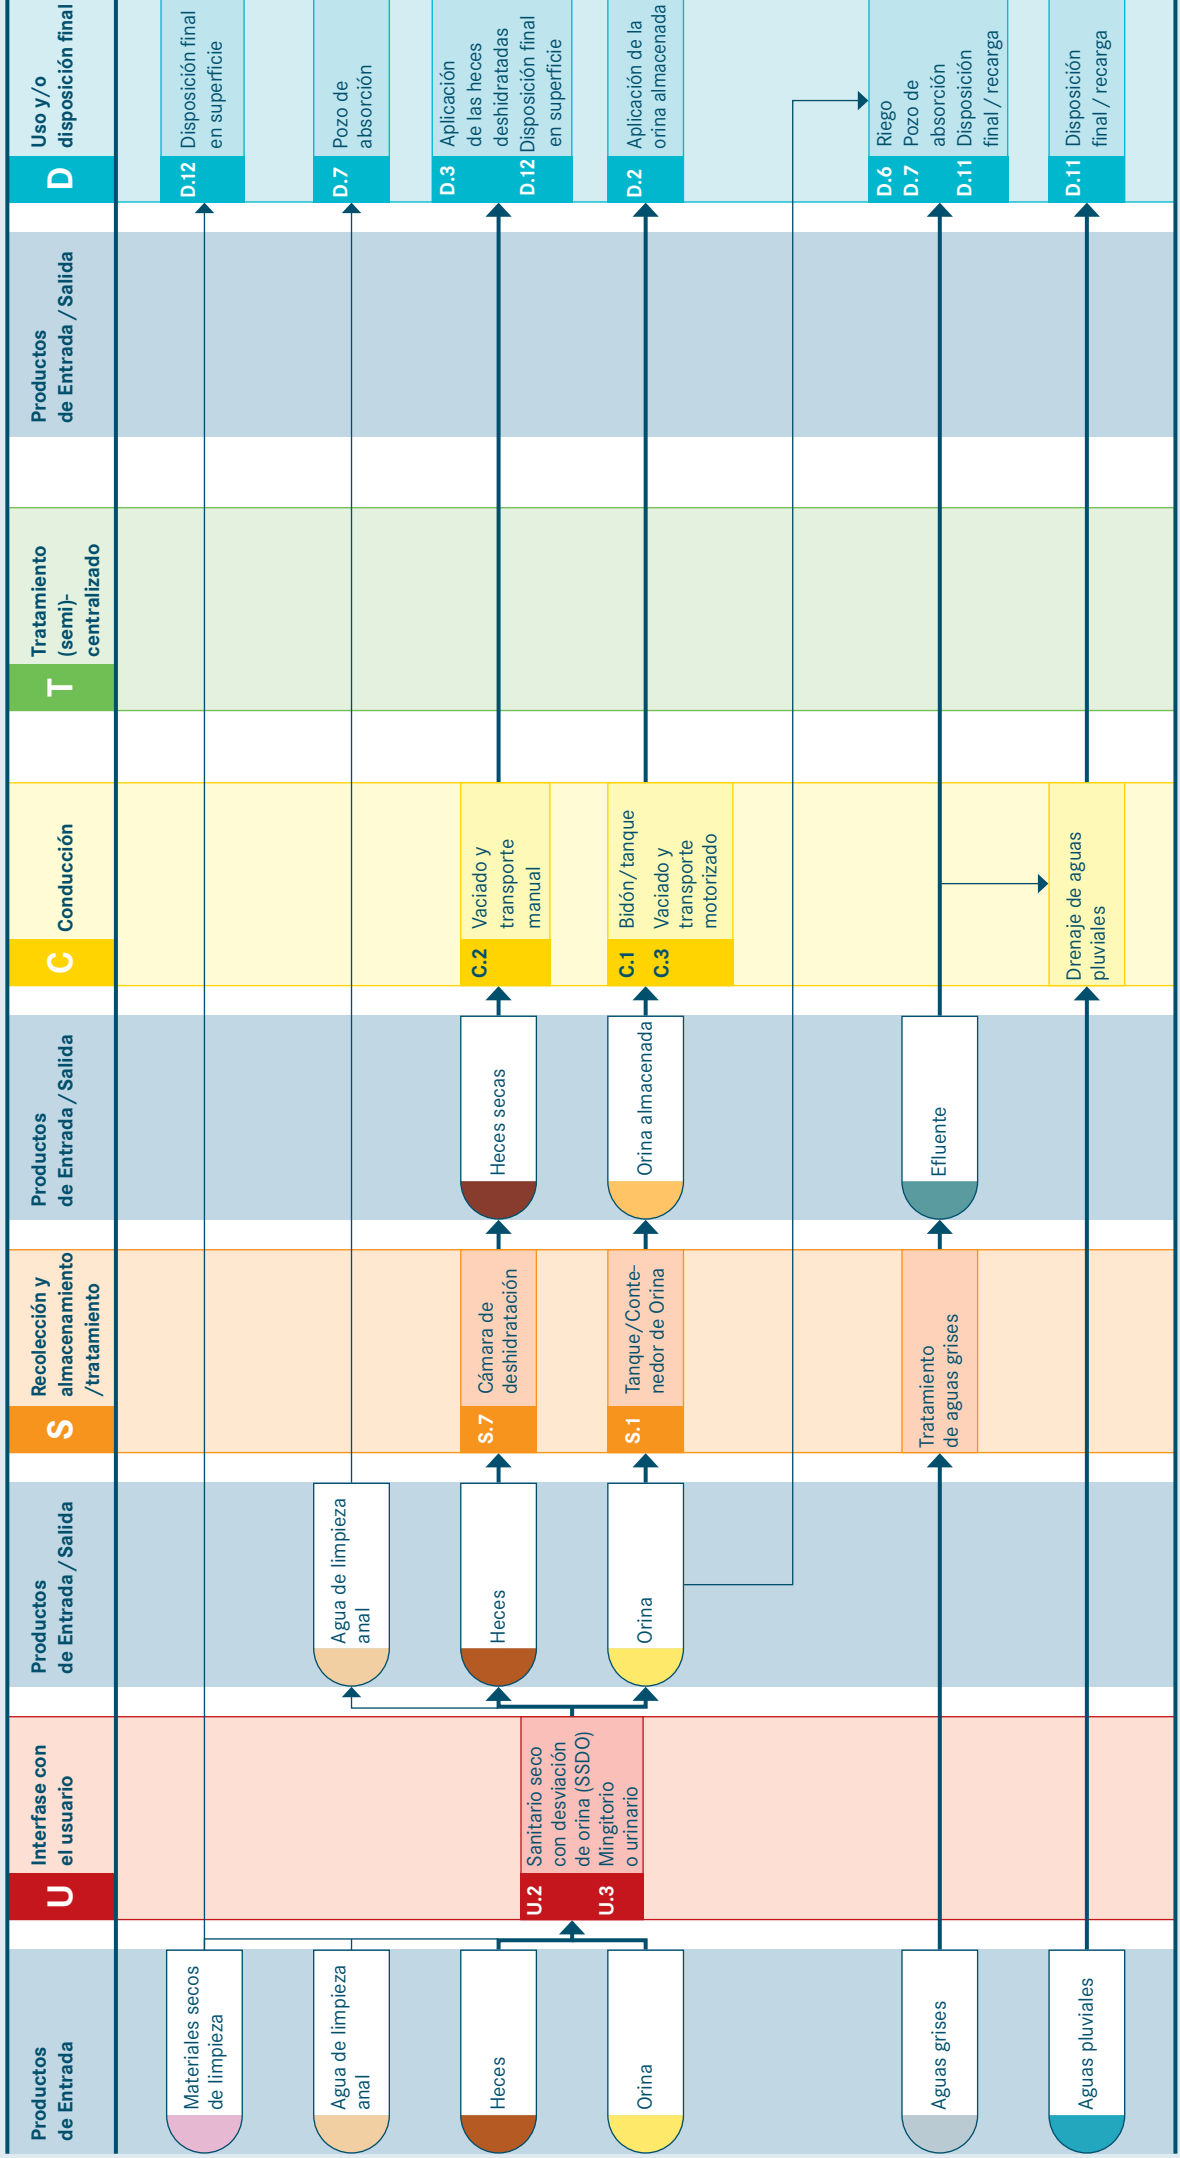 Productos
de Entrada
U
Interfase con
el usuario
Productos
de Entrada / Salida
S
Recolección y
almacenamiento
/tratamiento
Productos
de Entrada / Salida
C
Conducción
T
Tratamiento
(semi)-
centralizado
Productos
de Entrada / Salida
D
Uso y/o
disposición final
Materiales secos
de limpieza
D.12
Disposición final
en superficie
Agua de limpieza
anal
Agua de limpieza
anal
D.7
Pozo de
absorción
Heces
U.2
Sanitario seco
con desviación
de orina (SSDO)
U.3
Mingitorio
o urinario
Heces
S.7
Cámara de
deshidratación
Heces secas
C.2
Vaciado y
transporte
manual
D.3
Aplicación
de las heces
deshidratadas
D.12
Disposición final
en superficie
Orina
Orina
S.1
Tanque/Conte-
nedor de Orina
Orina almacenada
C.1
Bidón/tanque
C.3
Vaciado y
transporte
motorizado
D.2
Aplicación de la
orina almacenada
Aguas grises
Tratamiento
de aguas grises
Efluente
D.6
Riego
D.7
Pozo de
absorción
D.11
Disposición
final / recarga
Aguas pluviales
Drenaje de aguas
pluviales
D.11
Disposición
final / recarga